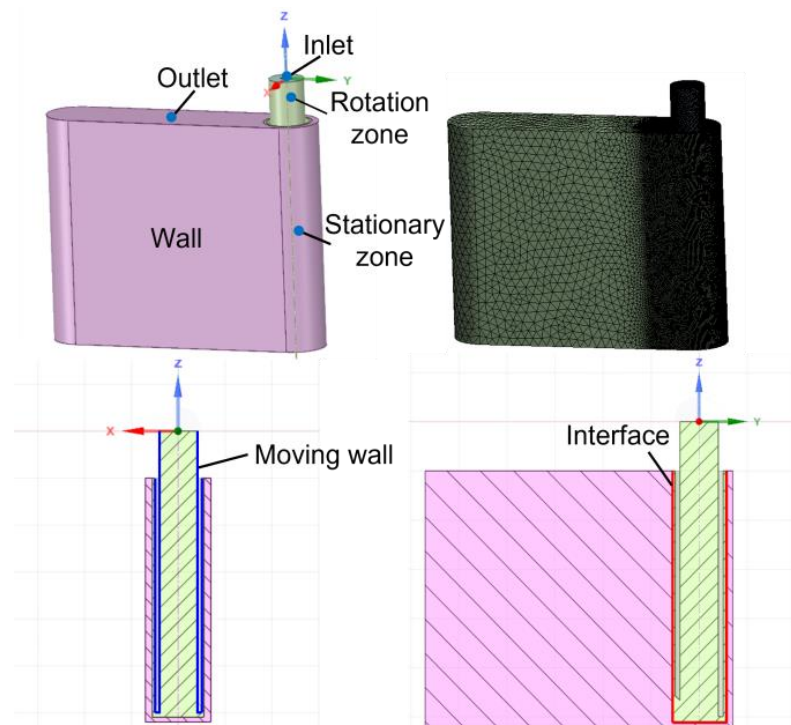 Z
Inlet
Outlet
Y
X
Rotation
zone
Wall
Stationary
zone
Z
Z
X
Moving wall
Interface
Y